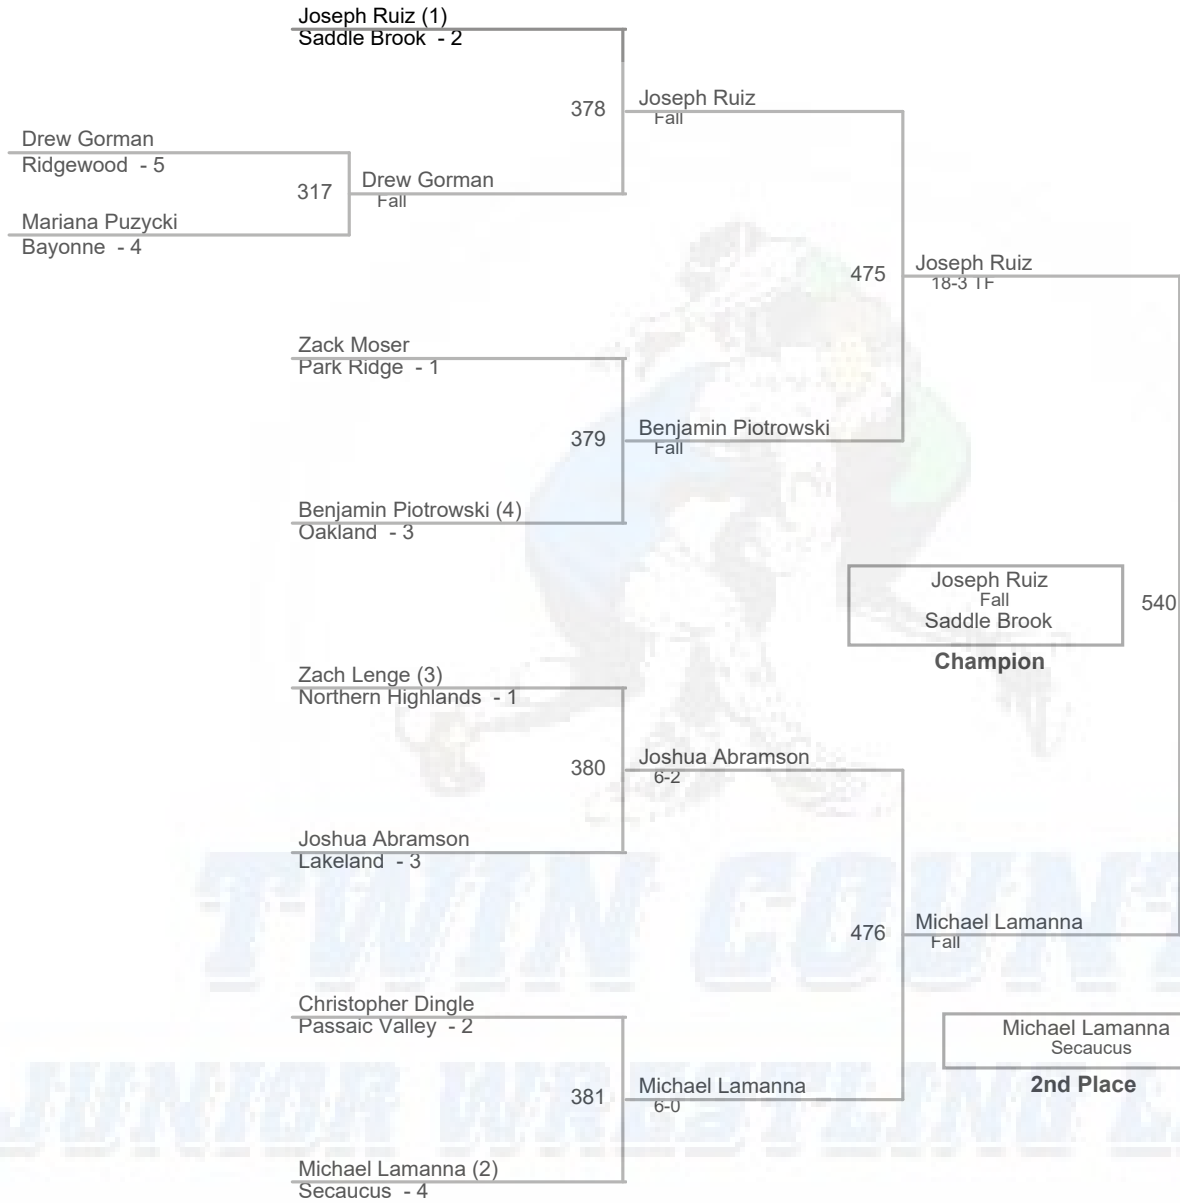 Joseph Ruiz (1)
Saddle Brook - 2
378
Joseph Ruiz
Fall
Drew Gorman
Ridgewood - 5
317
Drew Gorman
Fall
Mariana Puzycki
Bayonne - 4
475
Joseph Ruiz
18-3 TF
Zack Moser
Park Ridge - 1
379
Benjamin Piotrowski
Fall
Benjamin Piotrowski (4)
Oakland - 3
Joseph Ruiz
Fall
Saddle Brook
540
Champion
Zach Lenge (3)
Northern Highlands - 1
380
Joshua Abramson
6-2
Joshua Abramson
Lakeland - 3
TWIN COUNT
476
Michael Lamanna
Fall
Christopher Dingle
Passaic Valley - 2
Michael Lamanna
Secaucus
2nd Place
381
Michael Lamanna
6-0
JUNIOR WRESTLING L
Michael Lamanna (2)
Secaucus - 4